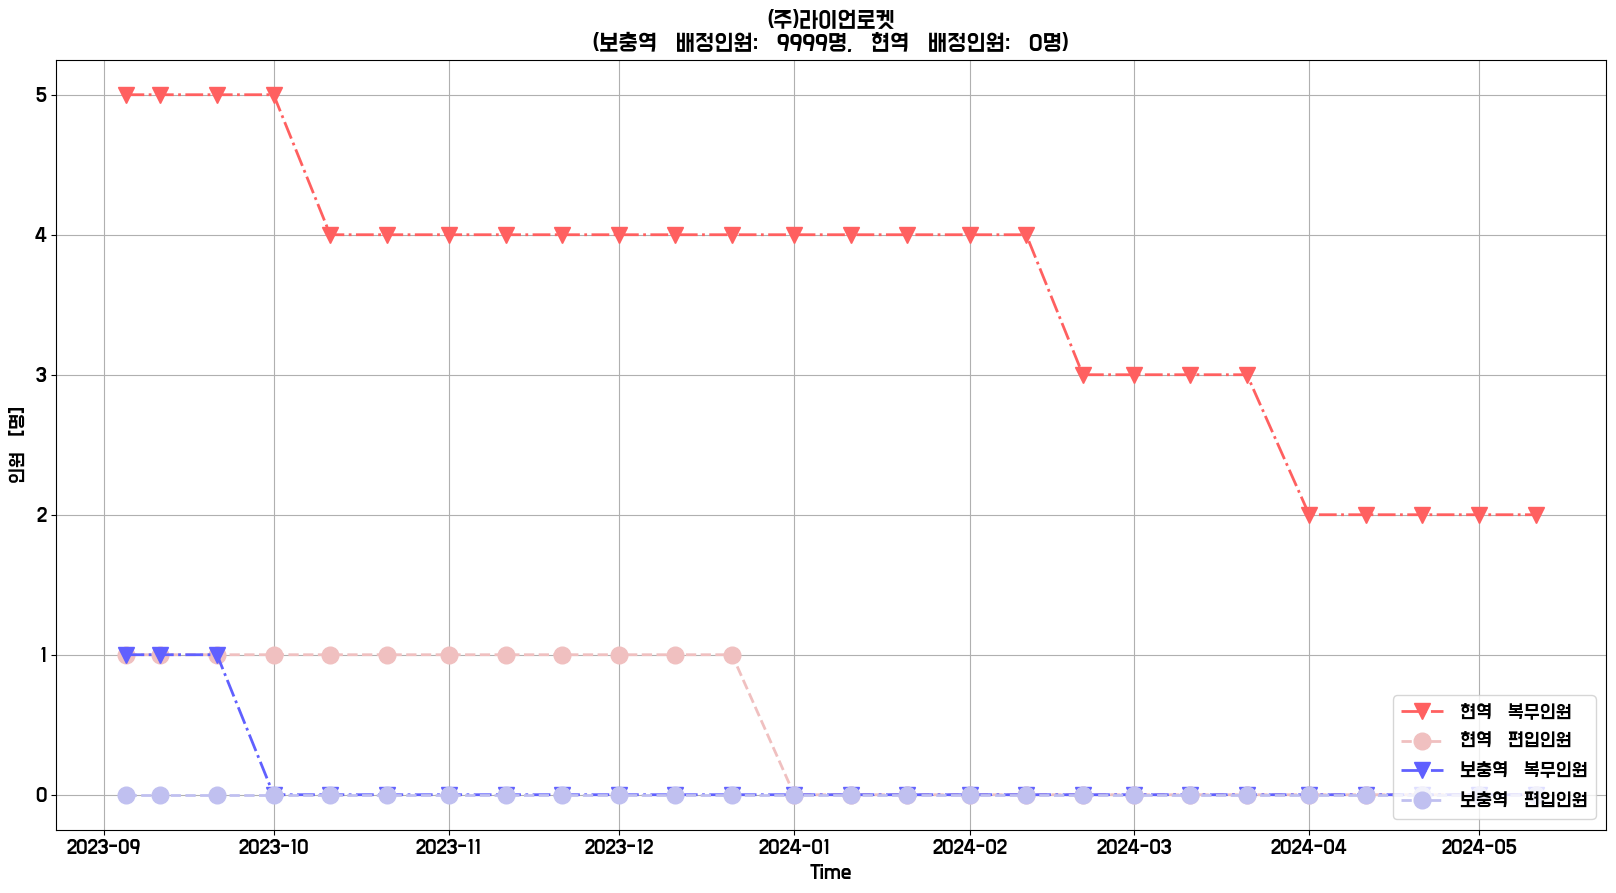 (주)라이언로켓
(보충역 배정인원: 9999명, 현역 배정인원: 0명)
5
4
3
2
1
0
인원 [명]
2023-09 2023-10 2023-11 2023-12 2024-01 2024-02 2024-03 2024-04 2024-05
Time
현역 복무인원
현역 편입인원
보충역 복무인원
보충역 편입인원